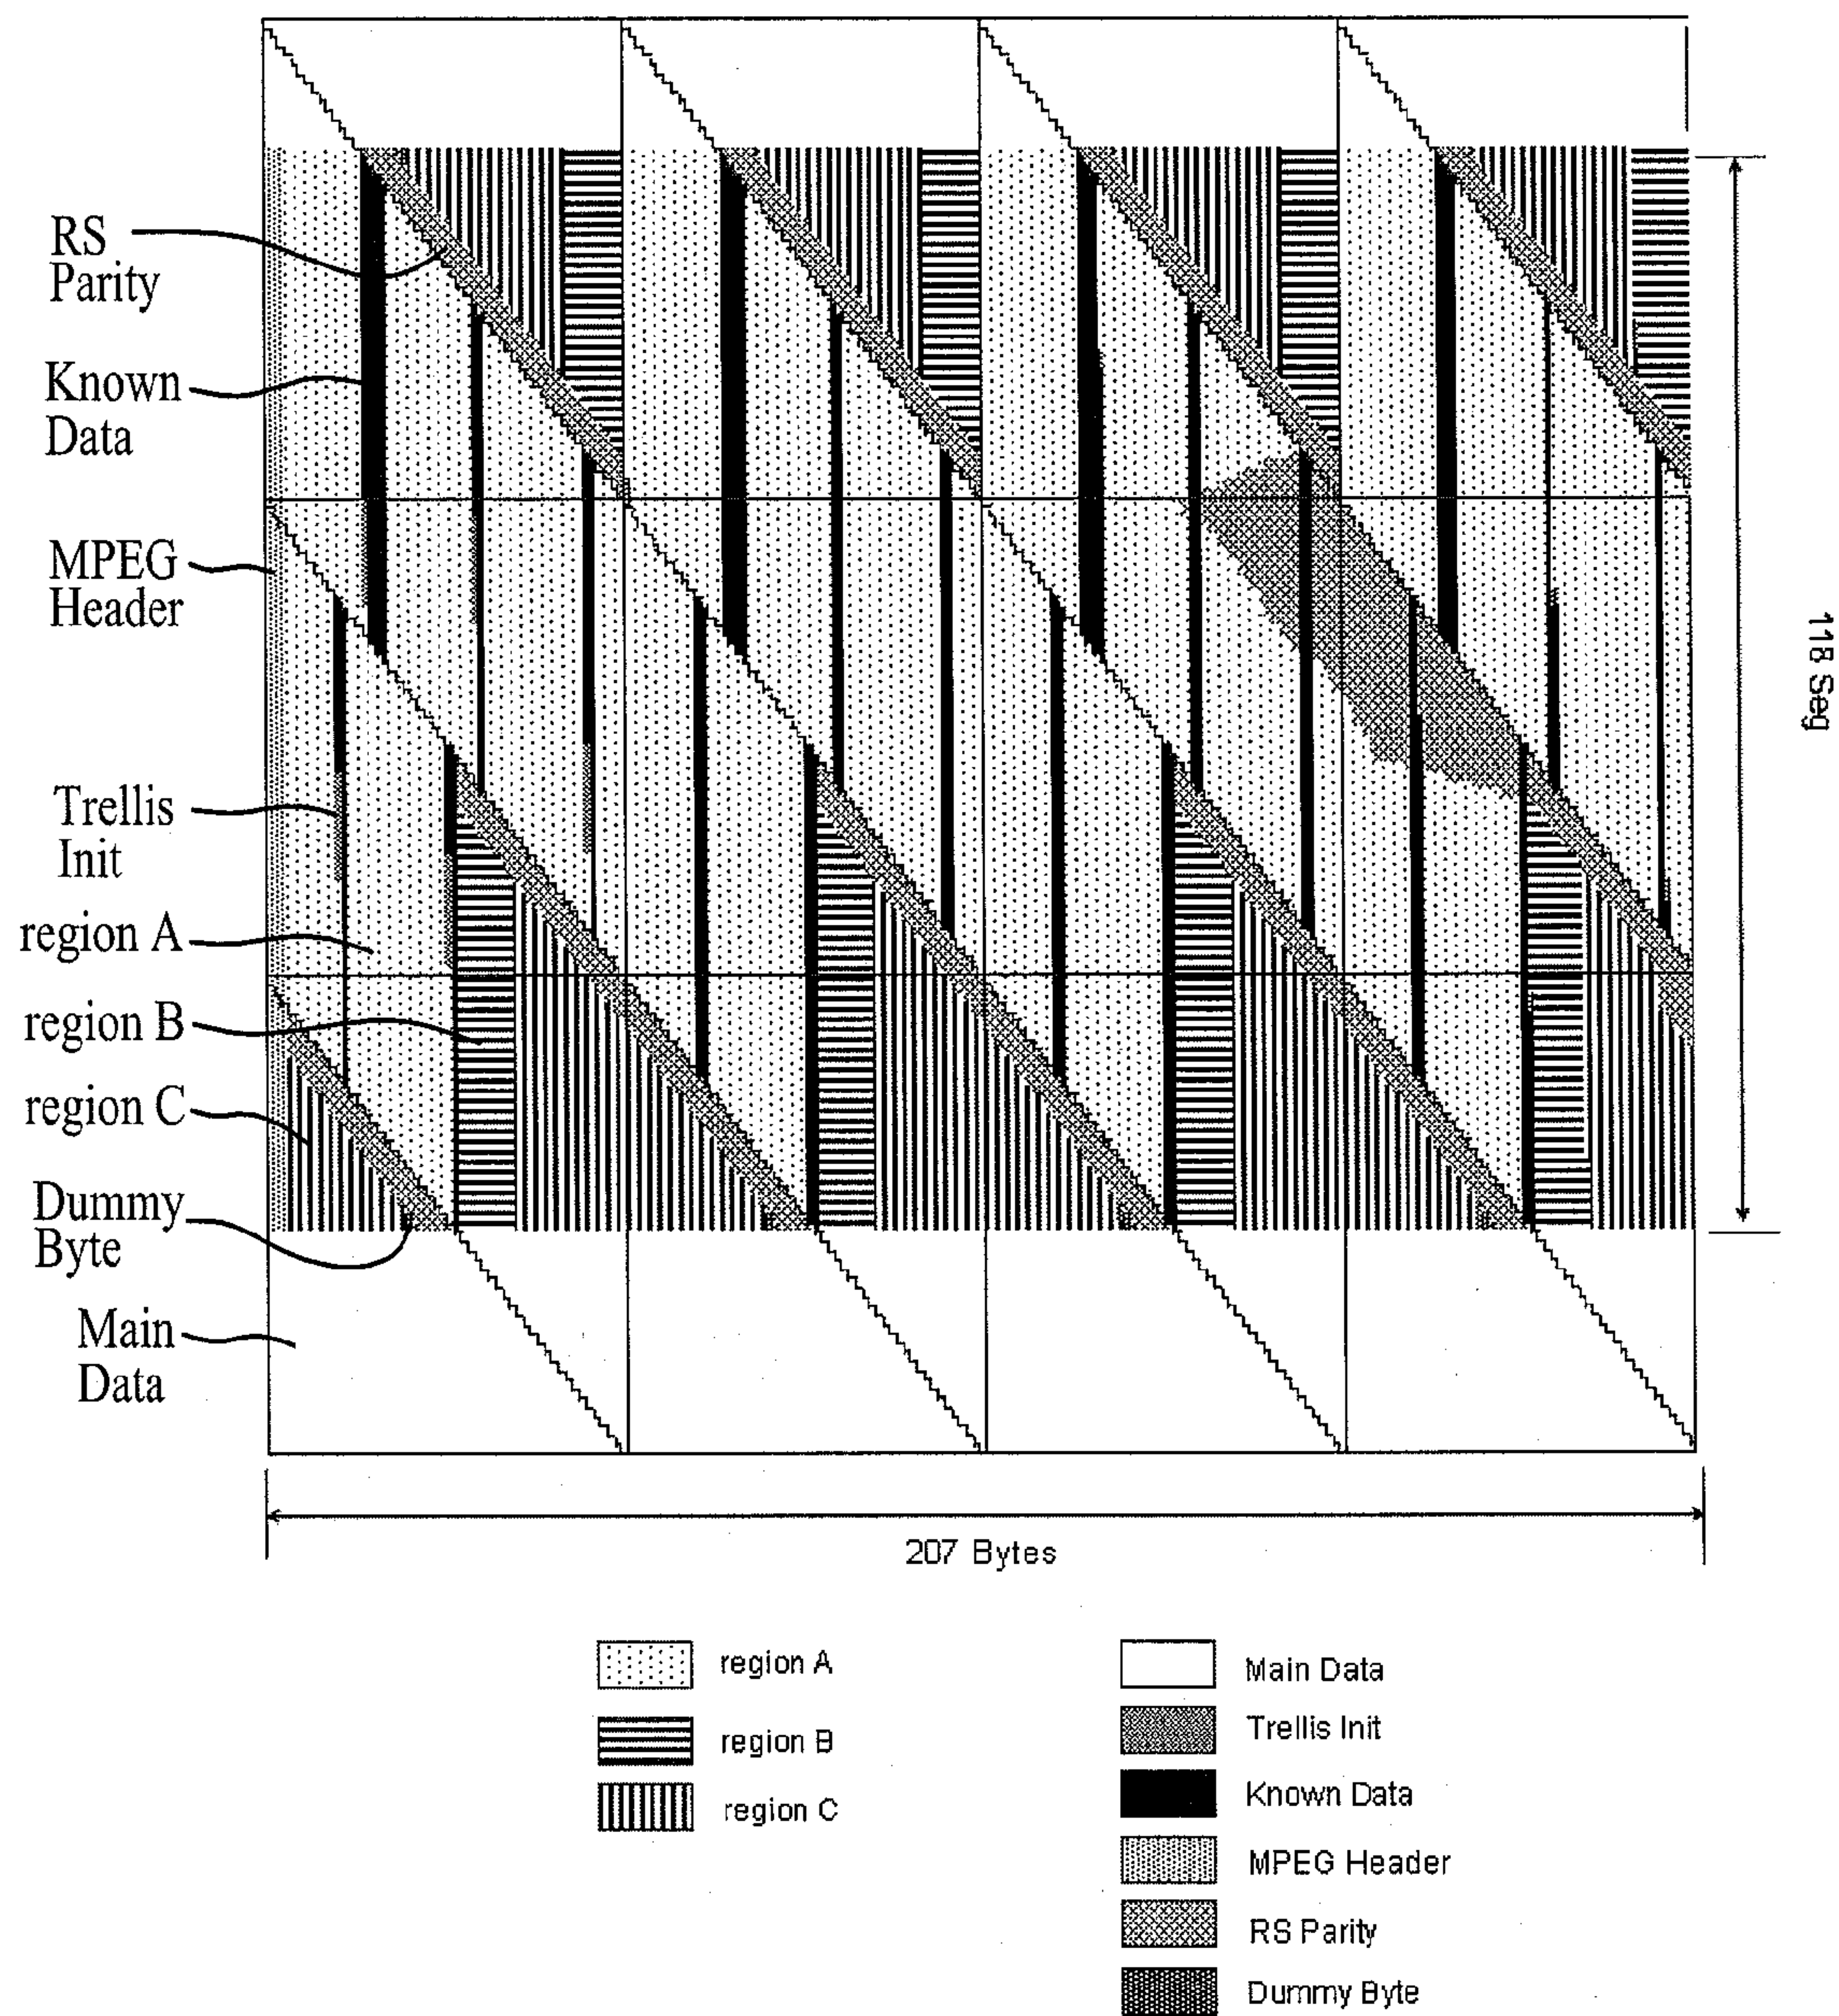 RS
Parity
Known
Data
MPEG
Header
Trellis
Init
region A
region B
region C
Dummy
Byte
Main
Data
118 Seg
207 Bytes
region A
region B
region C
Main Data
Trellis Init
Known Data
MPEG Header
RS Parity
Dummy Byte